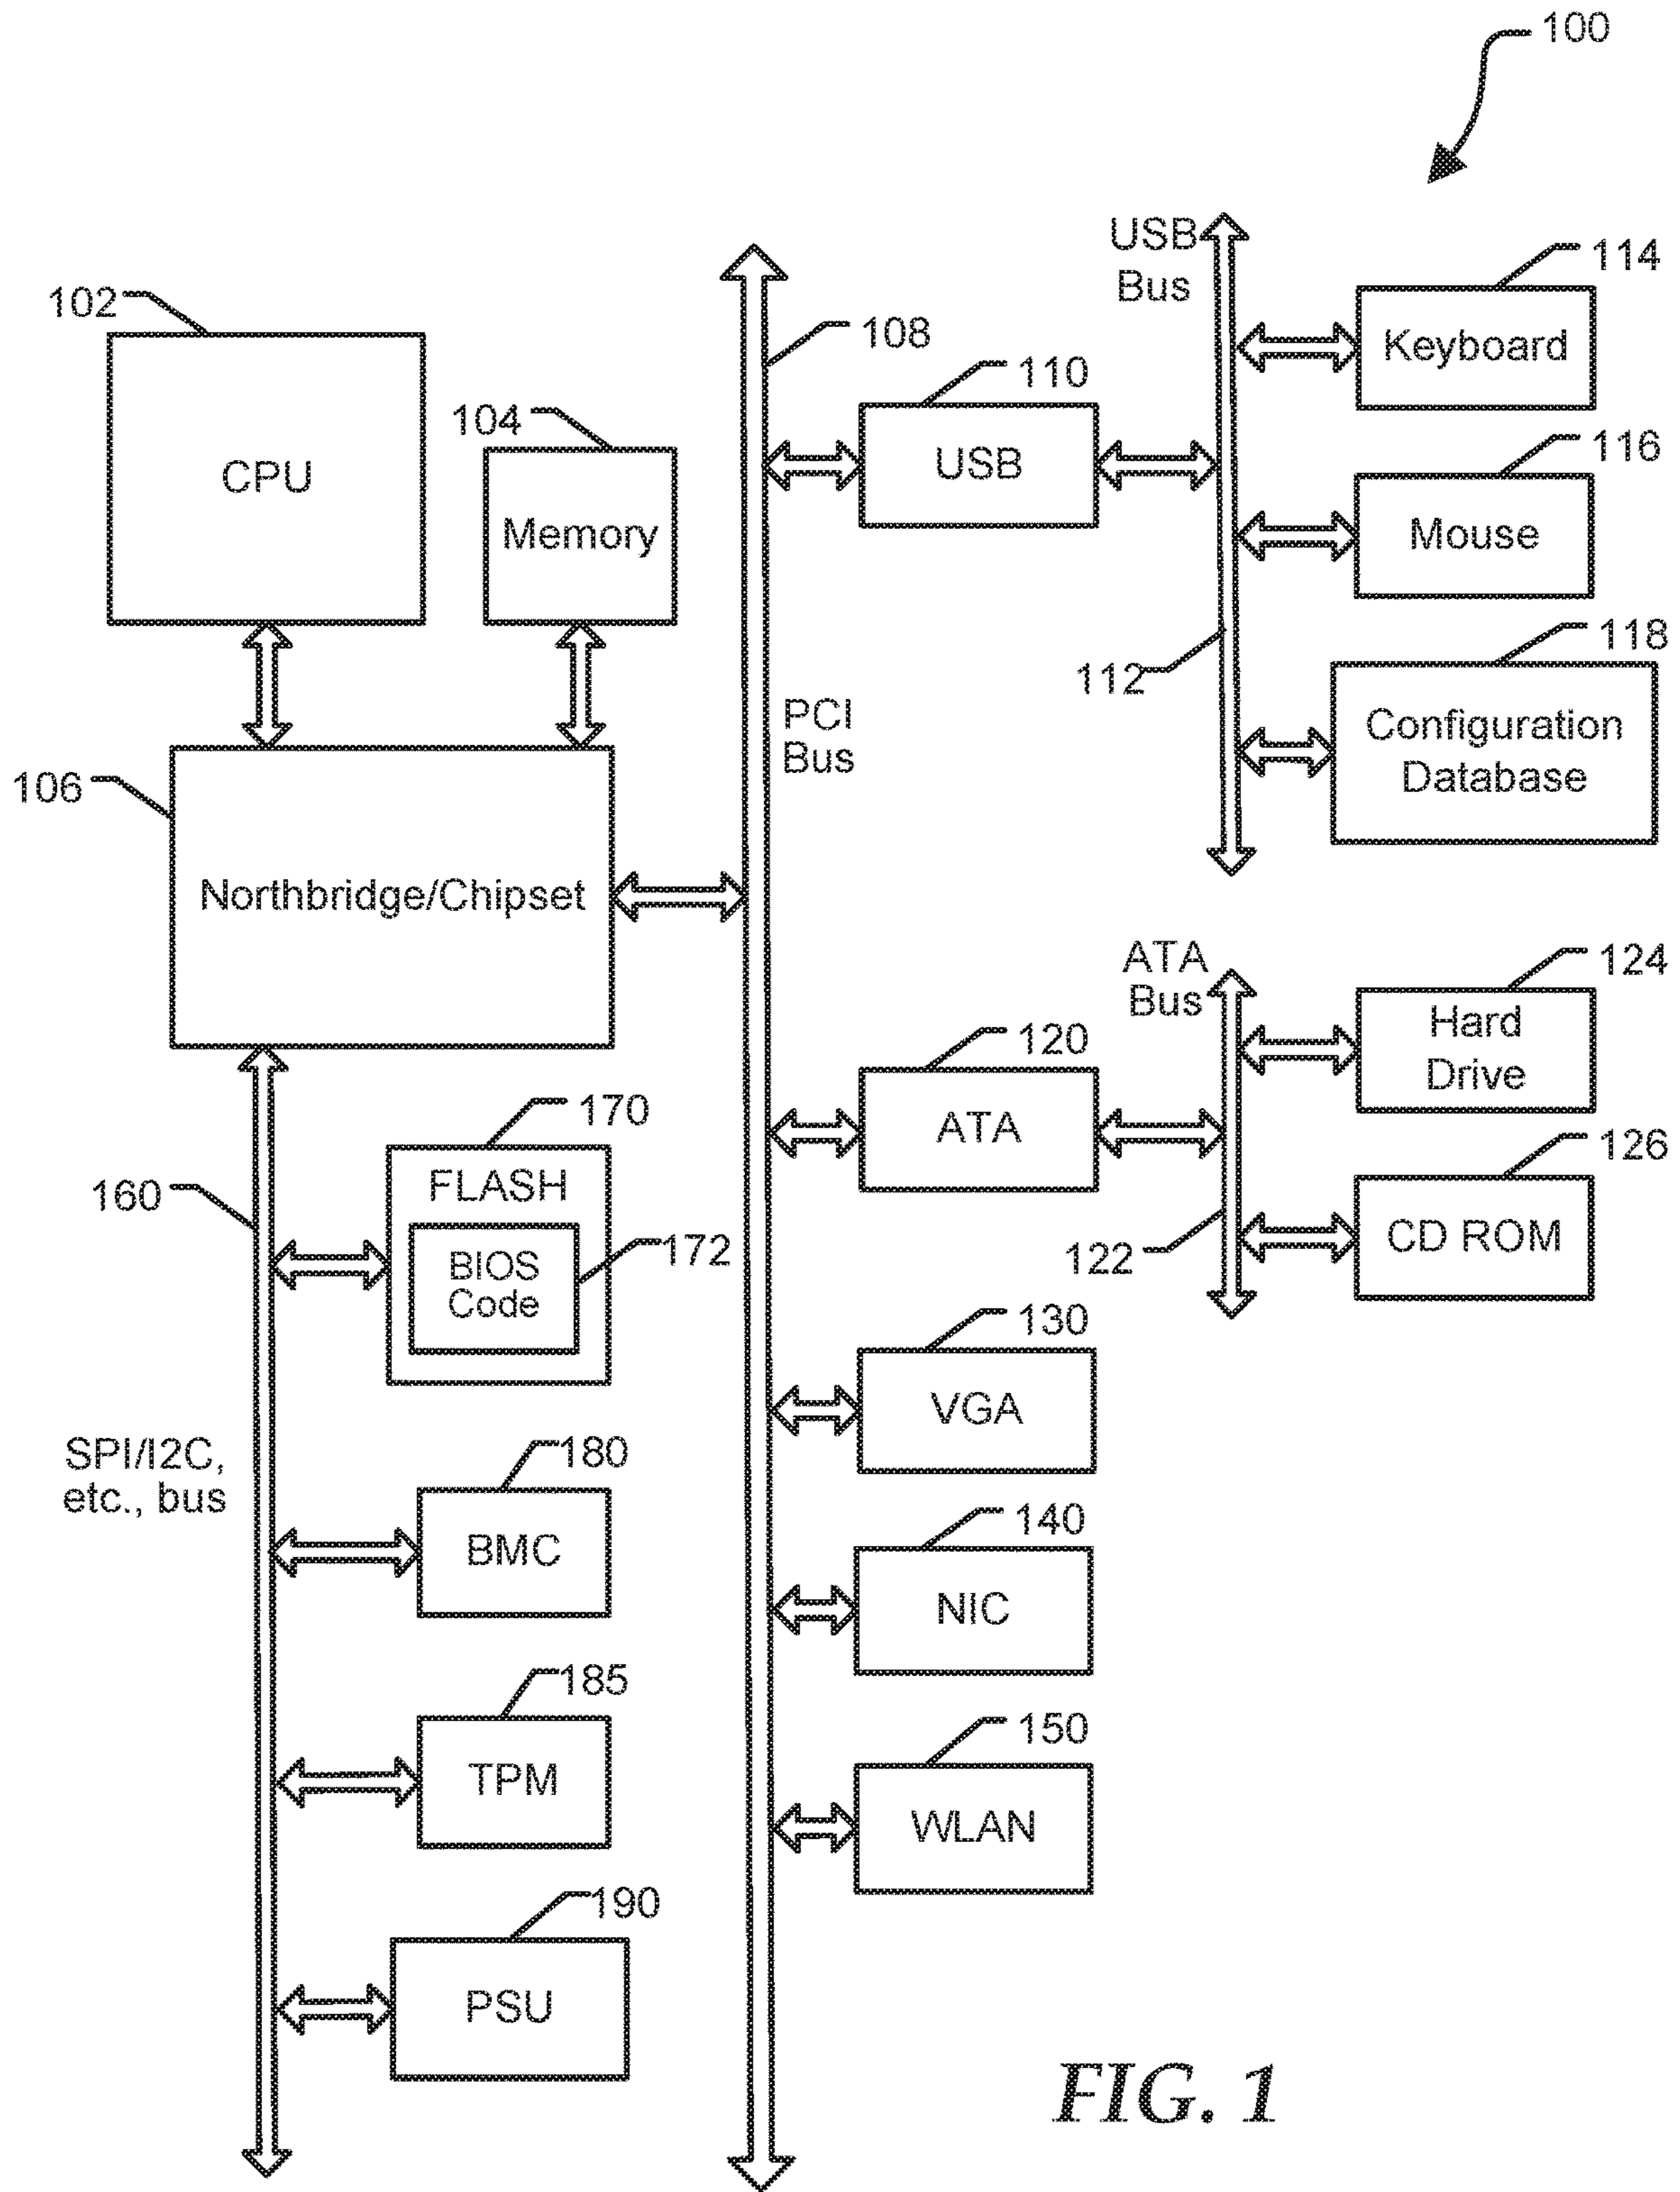 100
USB
Bus
114
Keyboard
102
108
110
CPU
104
Memory
USB
116
Mouse
112
118
Configuration
Database
PCI
Bus
106
Northbridge/Chipset
ATA
Bus
124
Hard
Drive
120
ATA
170
FLASH
160
BIOS
Code
172
122
126
CD ROM
130
VGA
SPI/I2C,
etc., bus
180
BMC
140
NIC
185
TPM
150
WLAN
190
PSU
FIG. 1